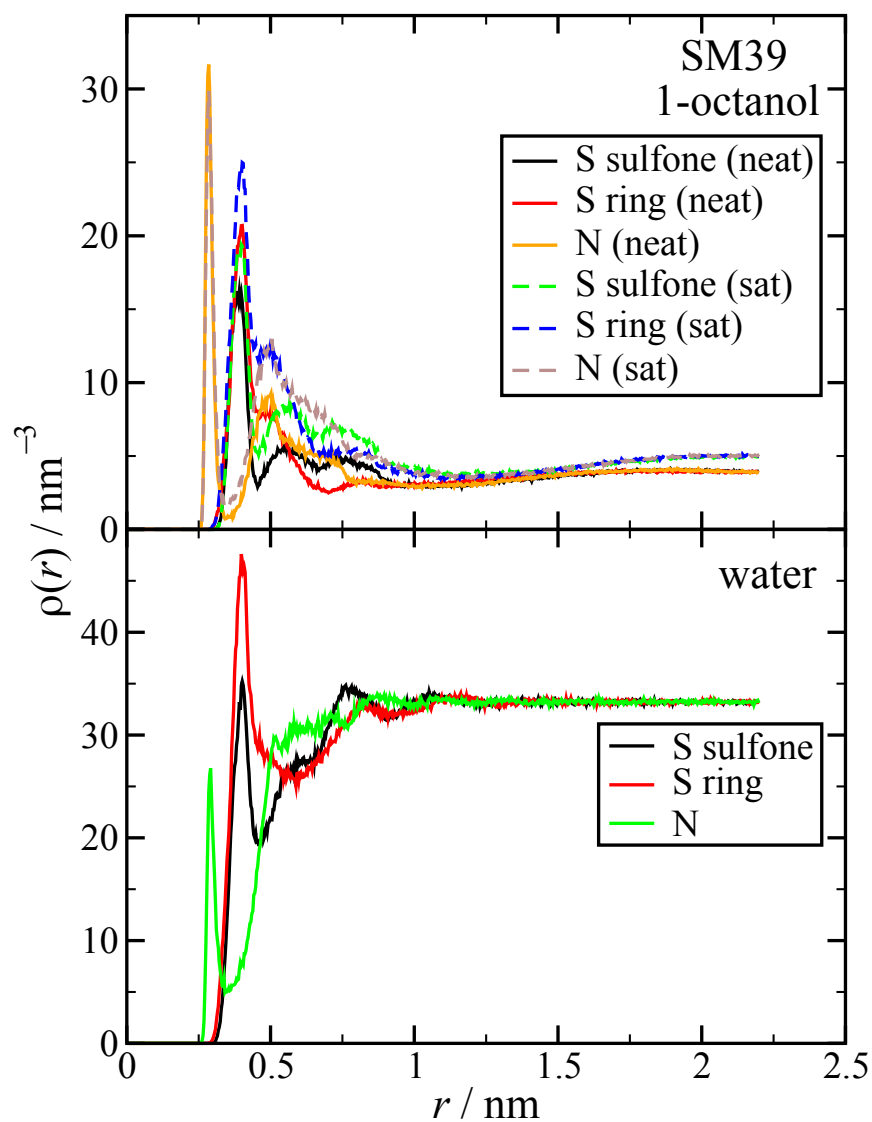 SM39
1-octanol
S sulfone (neat)
S ring (neat)
N (neat)
S sulfone (sat)
S ring (sat)
N (sat)
30
20
10
0
ρ(r) / nm⁻³
water
S sulfone
S ring
N
40
30
20
10
0
0
0.5
1
1.5
2
2.5
r / nm